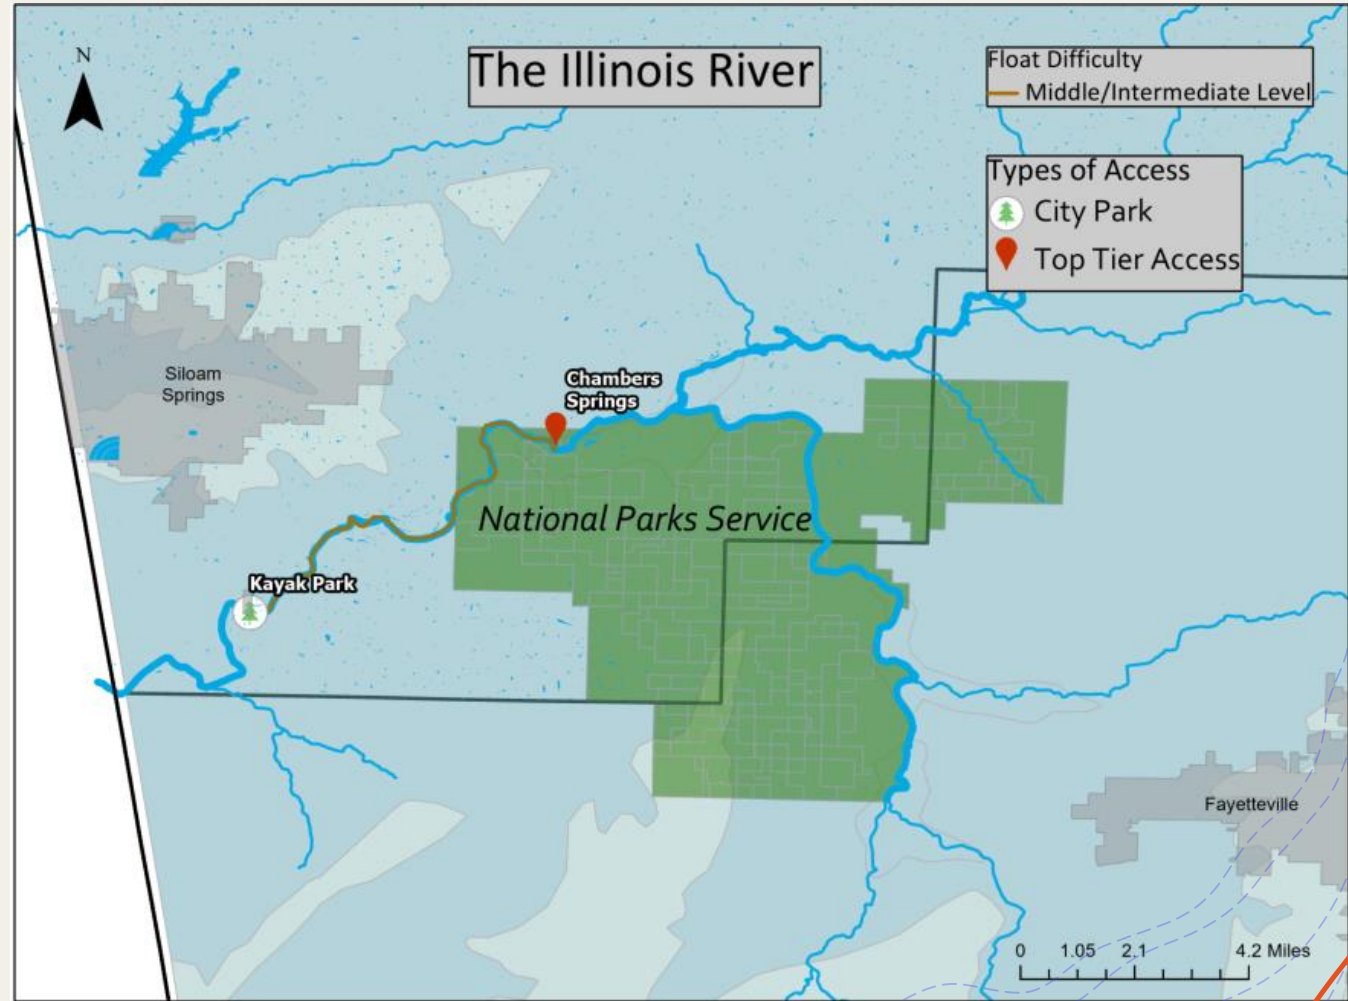 N
The Illinois River
Float Difficulty
Middle/Intermediate Level
Types of Access
City Park
Top Tier Access
Siloam
Springs
Chambers
Springs
National Parks Service
Kayak Park
Fayetteville
0 1.05 2.1 4.2 Miles